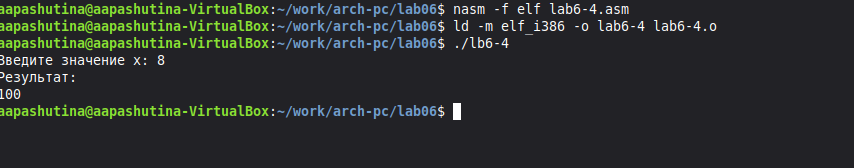 aapashutina@aapashutina-VirtualBox:~/work/arch-pc/lab06$ nasm -f elf lab6-4.asm
aapashutina@aapashutina-VirtualBox:~/work/arch-pc/lab06$ ld -m elf_i386 -o lab6-4 lab6-4.o
aapashutina@aapashutina-VirtualBox:~/work/arch-pc/lab06$ ./lb6-4
Введите значение x: 8
Результат:
100
aapashutina@aapashutina-VirtualBox:~/work/arch-pc/lab06$